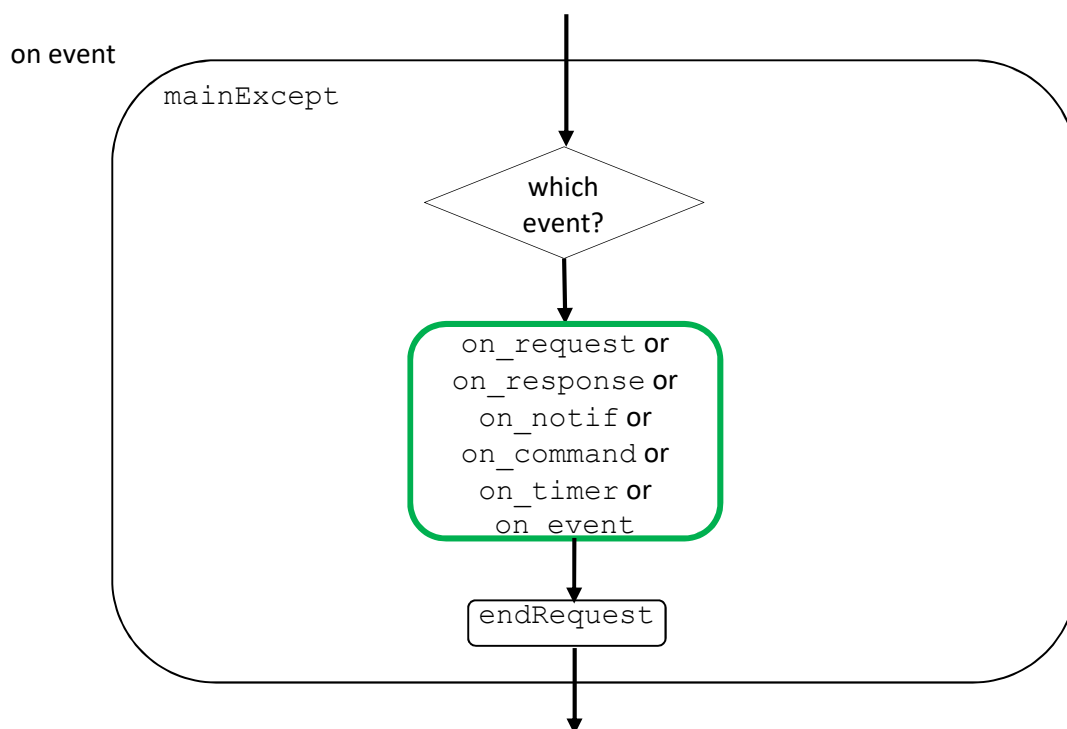 on event
mainExcept
which
event?
on_request or
on_response or
on_notif or
on_command or
on_timer or
on_event
endRequest